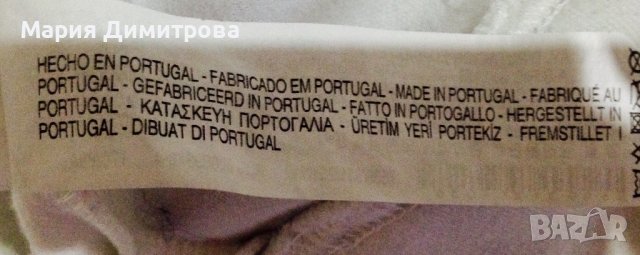 Мария Димитрова
HECHO EN PORTUGAL - FABRICADO EM PORTUGAL - MADE IN PORTUGAL - FABRIQUÉ AU
PORTUGAL - GEFABRICEERD IN PORTUGAL - FATTO IN PORTOGALLO - HERGESTELLT IN
PORTUGAL - ΚΑΤΑΣΚΕΥΗ ΠΟΡΤΟΓΑΛΙΑ - ÜRETİM YERİ PORTEKİZ - FREMSTILLET I
PORTUGAL - DIBUAT DI PORTUGAL
BAZAR